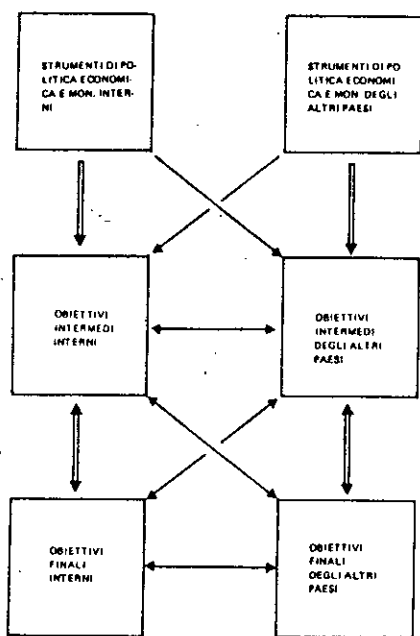 STRUMENTI DI PO-
LITICA ECONOMI-
CA E MON. INTER-
NI
STRUMENTI DI PO-
LITICA ECONOMI-
CA E MON. DEGLI
ALTRI PAESI
OBIETTIVI
INTERMEDI
INTERNI
OBIETTIVI
INTERMEDI
DEGLI ALTRI
PAESI
OBIETTIVI
FINALI
INTERNI
OBIETTIVI
FINALI
DEGLI ALTRI
PAESI